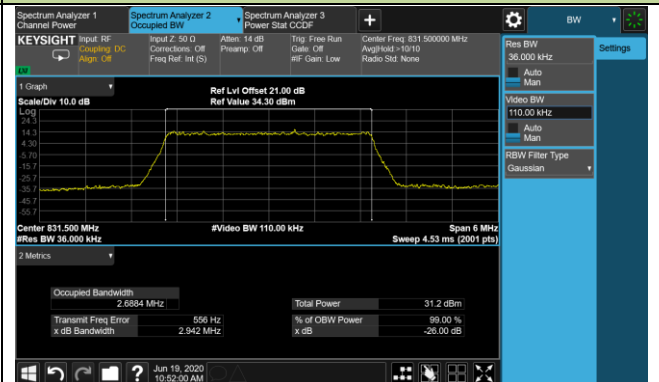 Spectrum Analyzer 1
Channel Power
Spectrum Analyzer 2
Occupied BW
Spectrum Analyzer 3
Power Stat CCDF
+
BW
KEYSIGHT
Input: RF
Coupling: DC
Align: Off
Input Z: 50 Ω
Corrections: Off
Freq Ref: Int (S)
Atten: 14 dB
Preamp: Off
Trig: Free Run
Gate: Off
#IF Gain: Low
Center Freq: 831.500000 MHz
Avg|Hold:>10/10
Radio Std: None
1 Graph
Scale/Div 10.0 dB
Ref Lvl Offset 21.00 dB
Ref Value 34.30 dBm
Log
24.3
14.3
4.30
-5.70
-15.7
-25.7
-35.7
-45.7
-55.7
Center 831.500 MHz
#Res BW 36.000 kHz
#Video BW 110.00 kHz
Span 6 MHz
Sweep 4.53 ms (2001 pts)
2 Metrics
Occupied Bandwidth
2.6884 MHz
Total Power 31.2 dBm
Transmit Freq Error 556 Hz
% of OBW Power 99.00 %
x dB Bandwidth 2.942 MHz
x dB -26.00 dB
Res BW
36.000 kHz
Auto
Man
Video BW
110.00 kHz
Auto
Man
RBW Filter Type
Gaussian
Settings
?
Jun 19, 2020
10:52:00 AM